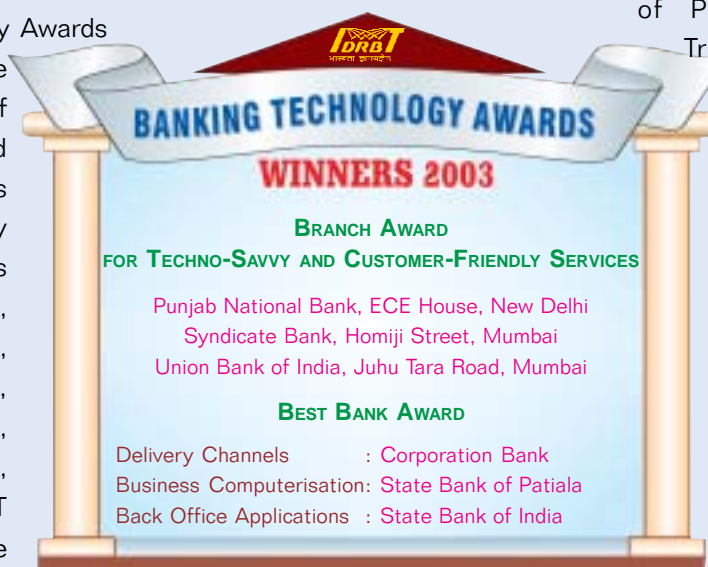 y Awards
e
f
d
s
y
s
,
,
,
,
,
T
e
of P
Tr
IDRBT
BANKING TECHNOLOGY AWARDS
WINNERS 2003
BRANCH AWARD
FOR TECHNO-SAVVY AND CUSTOMER-FRIENDLY SERVICES
Punjab National Bank, ECE House, New Delhi
Syndicate Bank, Homiji Street, Mumbai
Union Bank of India, Juhu Tara Road, Mumbai
BEST BANK AWARD
Delivery Channels : Corporation Bank
Business Computerisation: State Bank of Patiala
Back Office Applications : State Bank of India